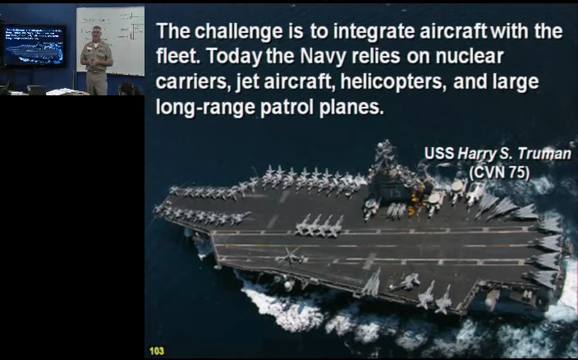 The challenge is to integrate aircraft with the
fleet. Today the Navy relies on nuclear
carriers, jet aircraft, helicopters, and large
long-range patrol planes.
USS Harry S. Truman
(CVN 75)
103